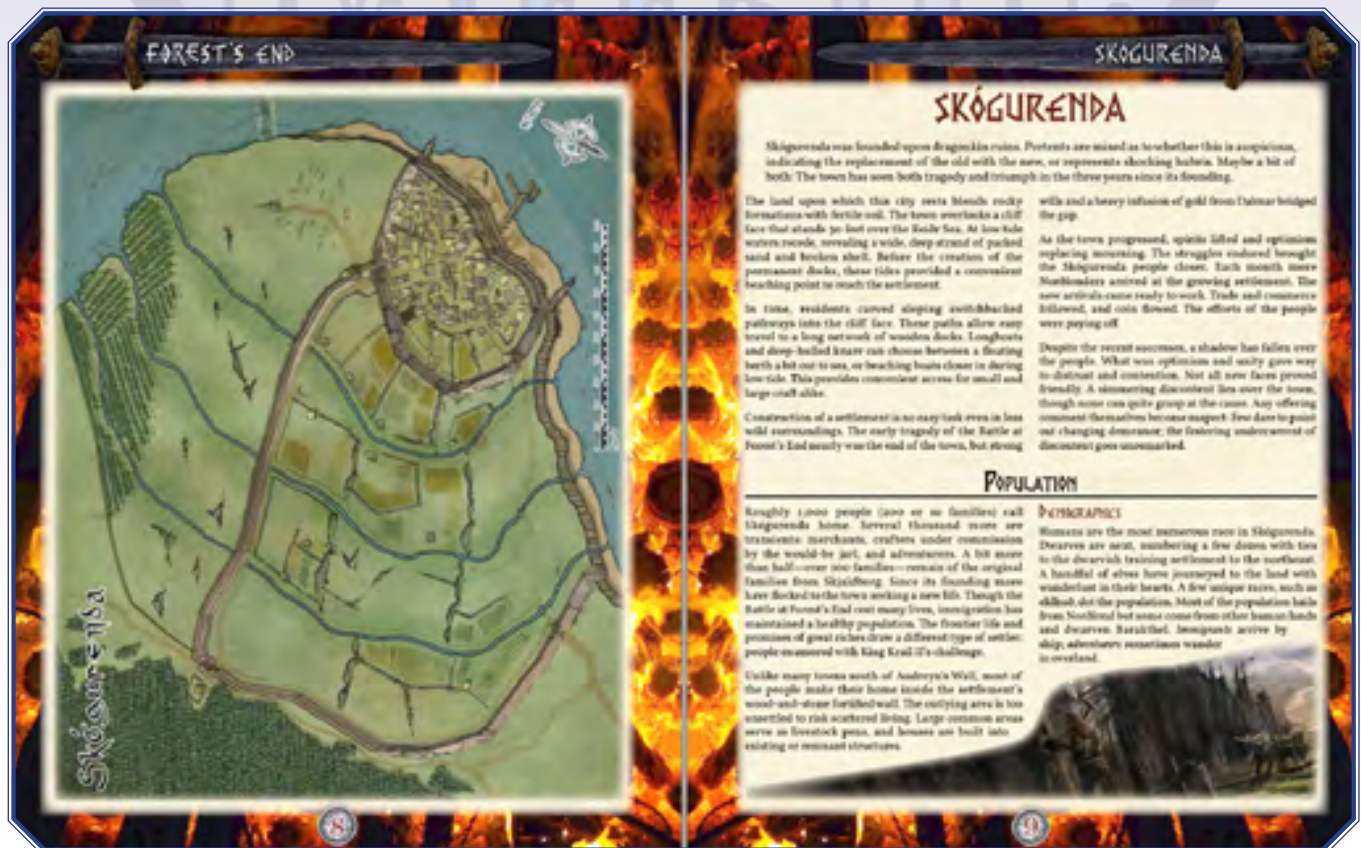 FOREST'S END
SKÓGURENDA
Skógurenda
SKÓGURENDA
Skógurenda was founded upon dragonkin ruins. Portents are mixed as to whether this is auspicious,
indicating the replacement of the old with the new, or represents shocking hubris. Maybe a bit of
both: The town has seen both tragedy and triumph in the three years since its founding.
The land upon which this city rests blends rocky
formations with fertile soil. The town overlooks a cliff
face that stands 50 feet over the Sea. At low tide
waters recede, revealing a wide, deep strand of packed
sand and broken shell. Before the creation of the
permanent docks, these tides provided a convenient
beaching point to reach the settlement.
In time, residents carved sloping switchbacked
pathways into the cliff face. These paths allow easy
travel to a long network of wooden docks. Longboats
and deep-hulled knarr can choose between a floating
berth a bit out to sea, or beaching boats closer in during
low tide. This provides convenient access for small and
large craft alike.
Construction of a settlement is no easy task even in less
wild surroundings. The early tragedy of the Battle at
Forest's End nearly was the end of the town, but strong
wills and a heavy infusion of gold from Dalmar bridged
the gap.
As the town progressed, spirits lifted and optimism
replacing mourning. The struggles endured brought
the Skógurenda people closer. Each month more
Norðlonders arrived at the growing settlement. The
new arrivals came ready to work. Trade and commerce
followed, and coin flowed. The efforts of the people
were paying off.
Despite the recent successes, a shadow has fallen over
the people. What was optimism and unity gave way
to distrust and contention. Not all new faces proved
friendly. A simmering discontent lies over the town,
though none can quite grasp at the cause. Any offering
comment themselves become suspect. Few dare to point
out changing demeanor; the festering undercurrent of
discontent goes unremarked.
POPULATION
Roughly 1,000 people (200 or so families) call
Skógurenda home. Several thousand more are
transients: merchants, crafters under commission
by the would-be jarl, and adventurers. A bit more
than half—over 100 families—remain of the original
families from Skjaldborg. Since its founding more
have flocked to the town seeking a new life. Though the
Battle at Forest's End cost many lives, immigration has
maintained a healthy population. The frontier life and
promises of great riches draw a different type of settler:
people enamored with King Krail II's challenge.
Unlike many towns south of Audreyn's Wall, most of
the people make their home inside the settlement's
wood-and-stone fortified wall. The outlying area is too
unsettled to risk scattered living. Large common areas
serve as livestock pens, and houses are built into
existing or remnant structures.
DEMOGRAPHICS
Humans are the most numerous race in Skógurenda.
Dwarves are next, numbering a few dozen with ties
to the dwarvish training settlement to the northeast.
A handful of elves have journeyed to the land with
wanderlust in their hearts. A few unique races, such as
dot the population. Most of the population hails
from Norðlond but some come from other human lands
and dwarven Immigrants arrive by
ship; adventurers sometimes wander
in overland.
8
9